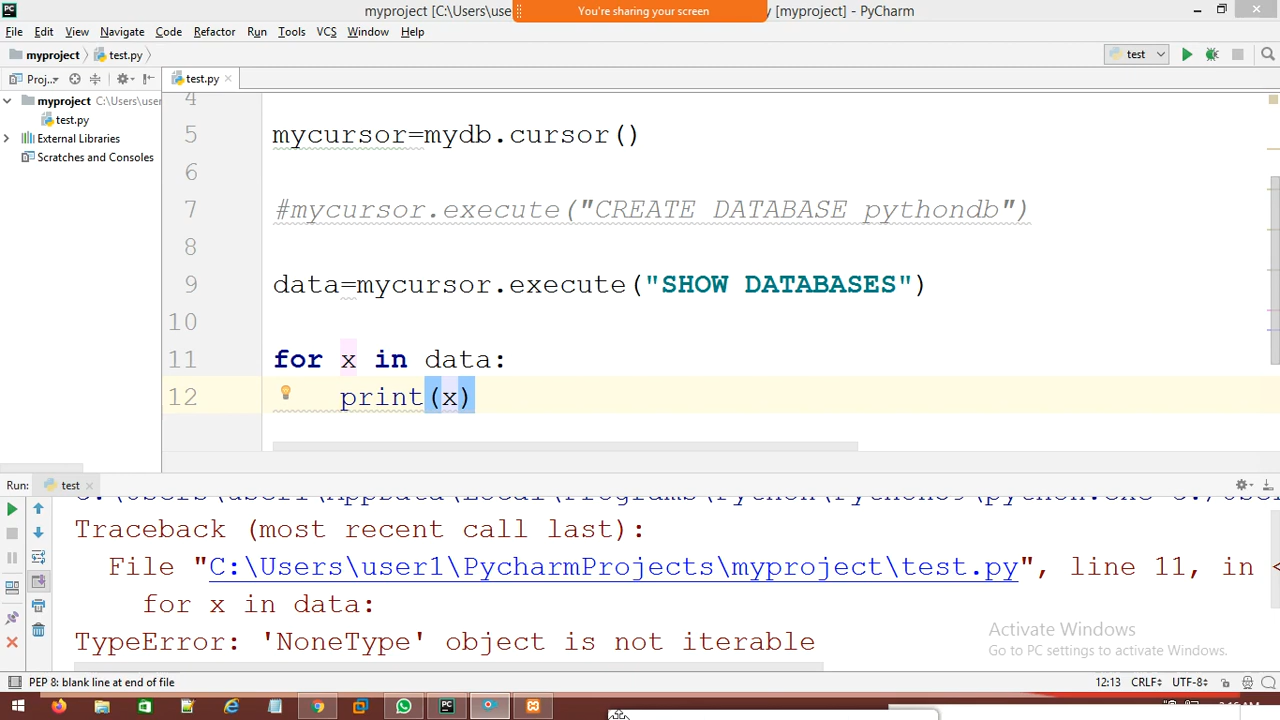 myproject [C:\Users\use
You're sharing your screen
[myproject] - PyCharm
File Edit View Navigate Code Refactor Run Tools VCS Window Help
myproject test.py
test
Proj... test.py
myproject C:\Users\user
test.py
External Libraries
Scratches and Consoles
4
5 mycursor=mydb.cursor()
6
7 #mycursor.execute("CREATE DATABASE pythondb")
8
9 data=mycursor.execute("SHOW DATABASES")
10
11 for x in data:
12 print(x)
Run: test
C:\Users\user1\AppData\Local\Programs\Python\Python39\python.exe C:/User
Traceback (most recent call last):
File "C:\Users\user1\PycharmProjects\myproject\test.py", line 11, in <
for x in data:
TypeError: 'NoneType' object is not iterable
Activate Windows
Go to PC settings to activate Windows.
PEP 8: blank line at end of file
12:13 CRLF UTF-8